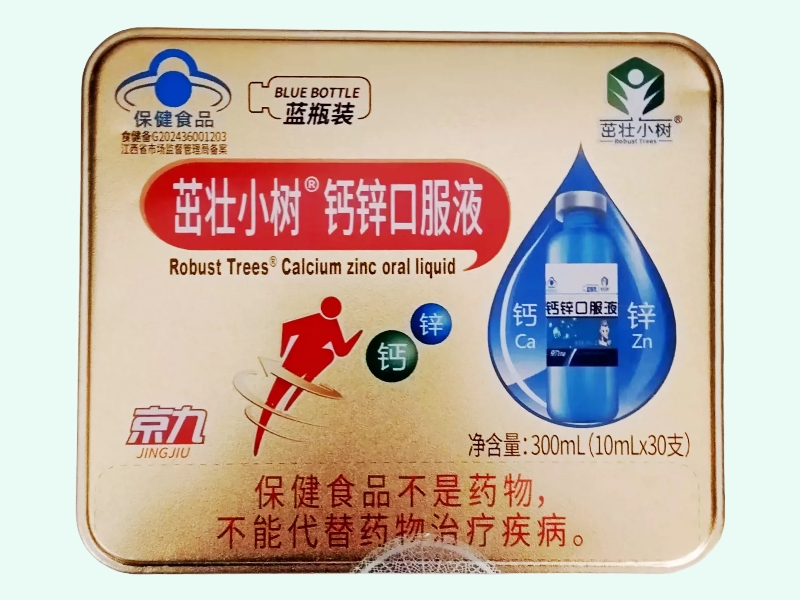 保健食品
食健备G202436001203
江西省市场监督管理局备案
BLUE BOTTLE
蓝瓶装
茁壮小树®
Robust Trees
茁壮小树®钙锌口服液
Robust Trees® Calcium zinc oral liquid
钙
锌
钙
Ca
钙锌口服液
锌
Zn
京九
JINGJIU
净含量：300mL（10mLx30支）
保健食品不是药物，
不能代替药物治疗疾病。